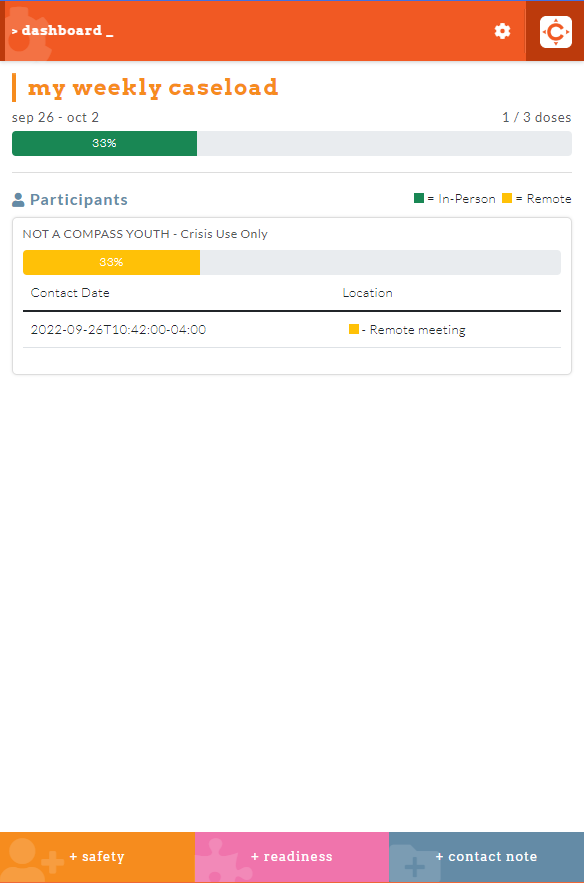 > dashboard _
my weekly caseload
sep 26 - oct 2
1 / 3 doses
33%
Participants
= In-Person = Remote
NOT A COMPASS YOUTH - Crisis Use Only
33%
Contact Date Location
2022-09-26T10:42:00-04:00 - Remote meeting
+ safety + readiness + contact note